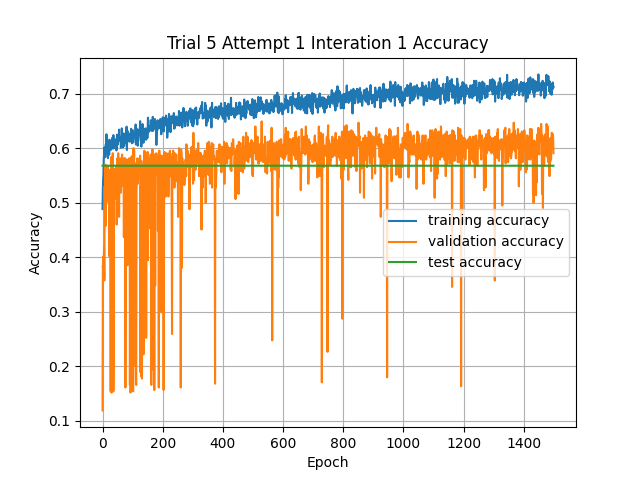 Trial 5 Attempt 1 Interation 1 Accuracy
0.7
0.6
0.5
0.4
0.3
0.2
0.1
Accuracy
training accuracy
validation accuracy
test accuracy
0 200 400 600 800 1000 1200 1400
Epoch